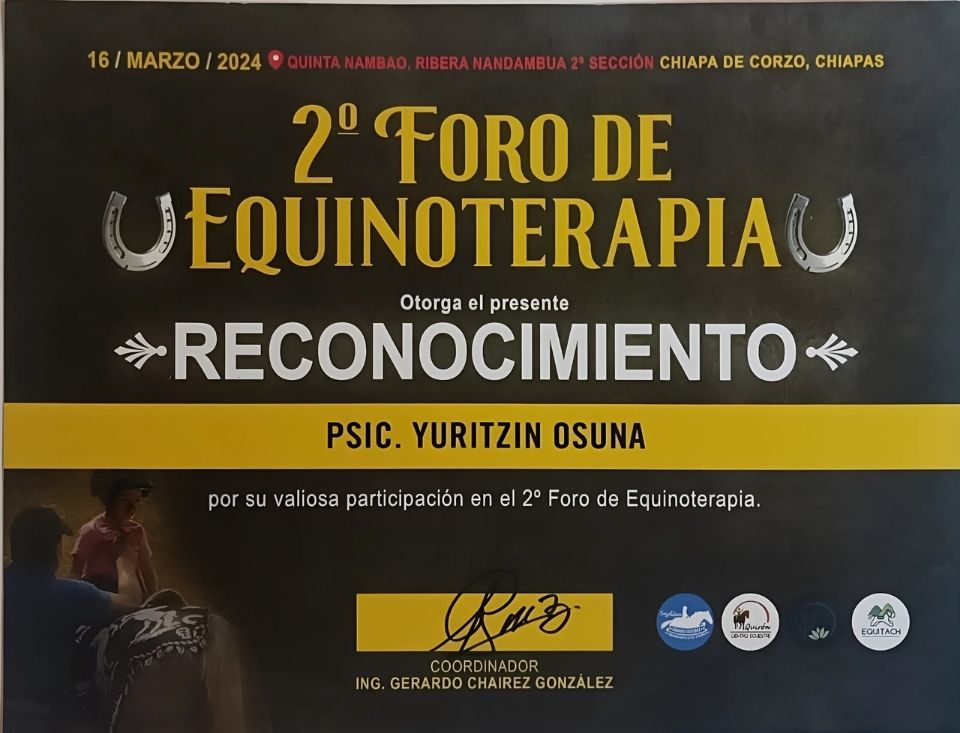 16 / MARZO / 2024 QUINTA NAMBAO, RIBERA NANDAMBUA 2ª SECCIÓN CHIAPA DE CORZO, CHIAPAS
2º FORO DE
EQUINOTERAPIA
Otorga el presente
RECONOCIMIENTO
PSIC. YURITZIN OSUNA
por su valiosa participación en el 2º Foro de Equinoterapia.
COORDINADOR
ING. GERARDO CHAIREZ GONZÁLEZ
Quirón
CENTRO ECUESTRE
EQUITACH